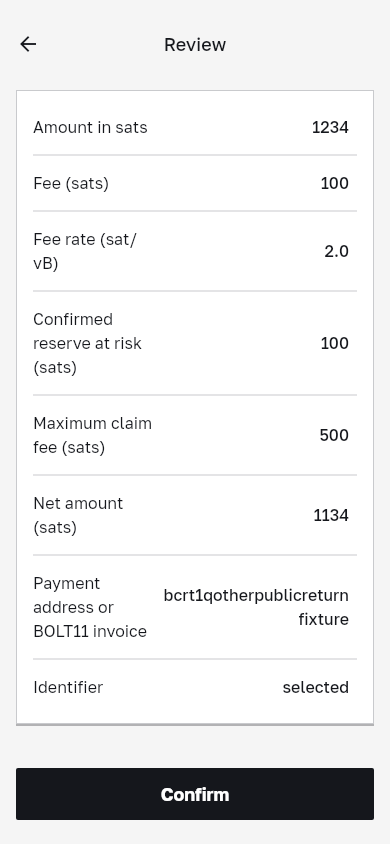 Review
Amount in sats 1234
Fee (sats) 100
Fee rate (sat/
vB) 2.0
Confirmed
reserve at risk 100
(sats)
Maximum claim
fee (sats) 500
Net amount
(sats) 1134
Payment
address or
BOLT11 invoice
bcrt1qotherpublicreturn
fixture
Identifier selected
Confirm